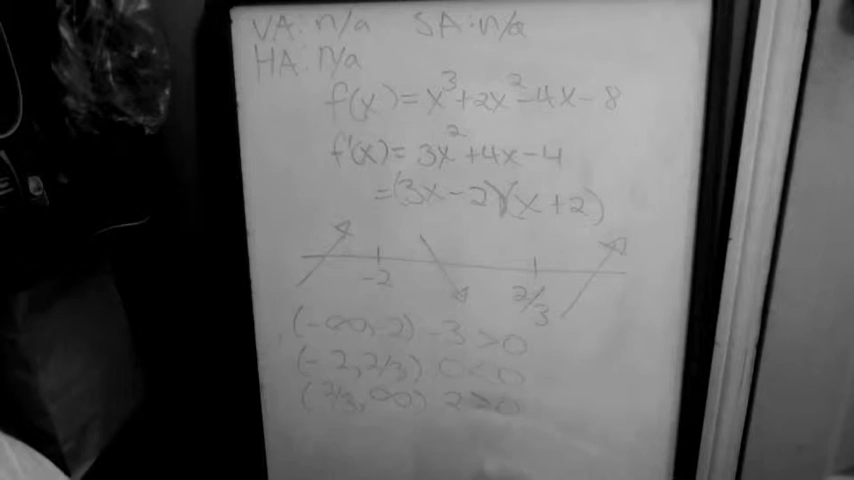 VA: n/a SA: n/a
HA: n/a
f(x) = x³+2x²-4x-8
f'(x) = 3x²+4x-4
=(3x-2)(x+2)
-2 2/3
(-∞,-2) -3 >0
(-2,2/3) 0<0
(2/3,∞) 2>0